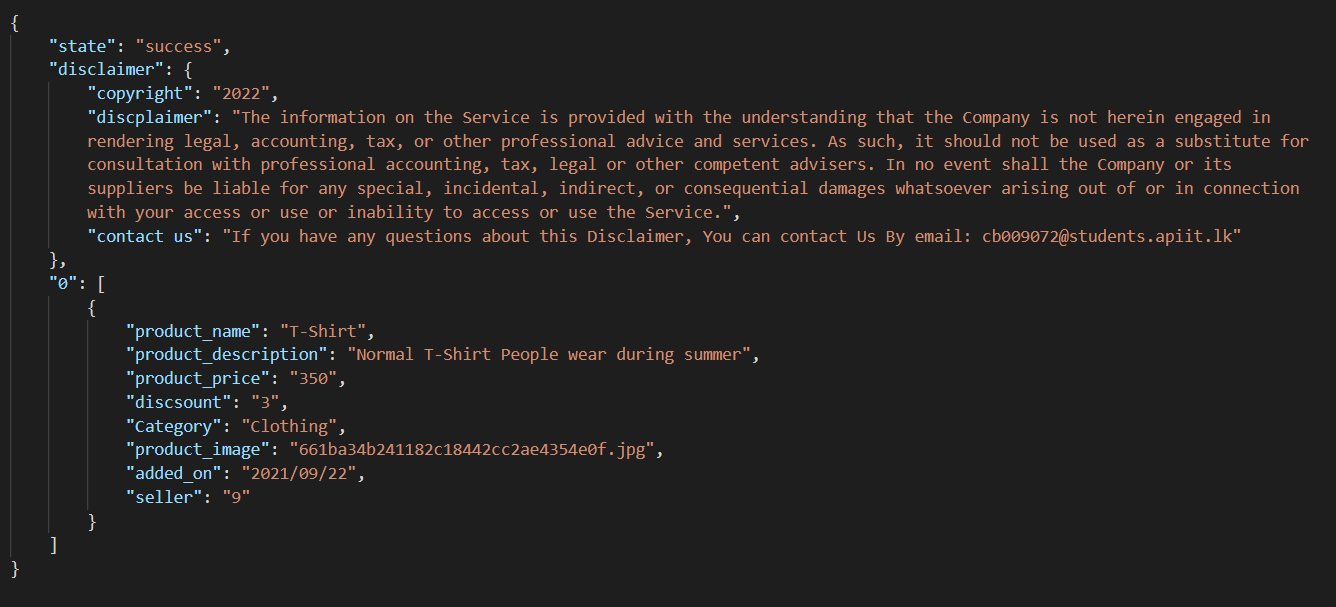 {
    "state": "success",
    "disclaimer": {
        "copyright": "2022",
        "discplaimer": "The information on the Service is provided with the understanding that the Company is not herein engaged in
        rendering legal, accounting, tax, or other professional advice and services. As such, it should not be used as a substitute for
        consultation with professional accounting, tax, legal or other competent advisers. In no event shall the Company or its
        suppliers be liable for any special, incidental, indirect, or consequential damages whatsoever arising out of or in connection
        with your access or use or inability to access or use the Service.",
        "contact us": "If you have any questions about this Disclaimer, You can contact Us By email: cb009072@students.apiit.lk"
    },
    "0": [
        {
            "product_name": "T-Shirt",
            "product_description": "Normal T-Shirt People wear during summer",
            "product_price": "350",
            "discsount": "3",
            "Category": "Clothing",
            "product_image": "661ba34b241182c18442cc2ae4354e0f.jpg",
            "added_on": "2021/09/22",
            "seller": "9"
        }
    ]
}